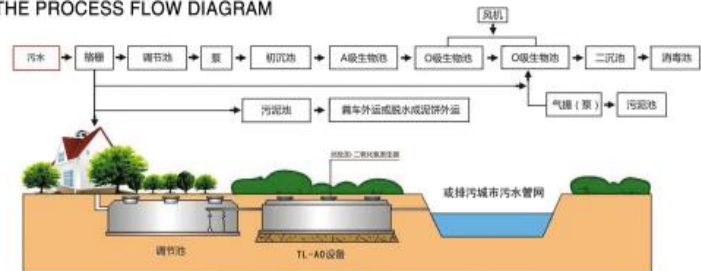 THE PROCESS FLOW DIAGRAM
风机
污水
格栅
调节池
泵
初沉池
A级生物池
O级生物池
O级生物池
二沉池
消毒池
污泥池
粪车外运或脱水成泥饼外运
气提（泵）
污泥池
或排污城市污水管网
调节池
TL-AO设备